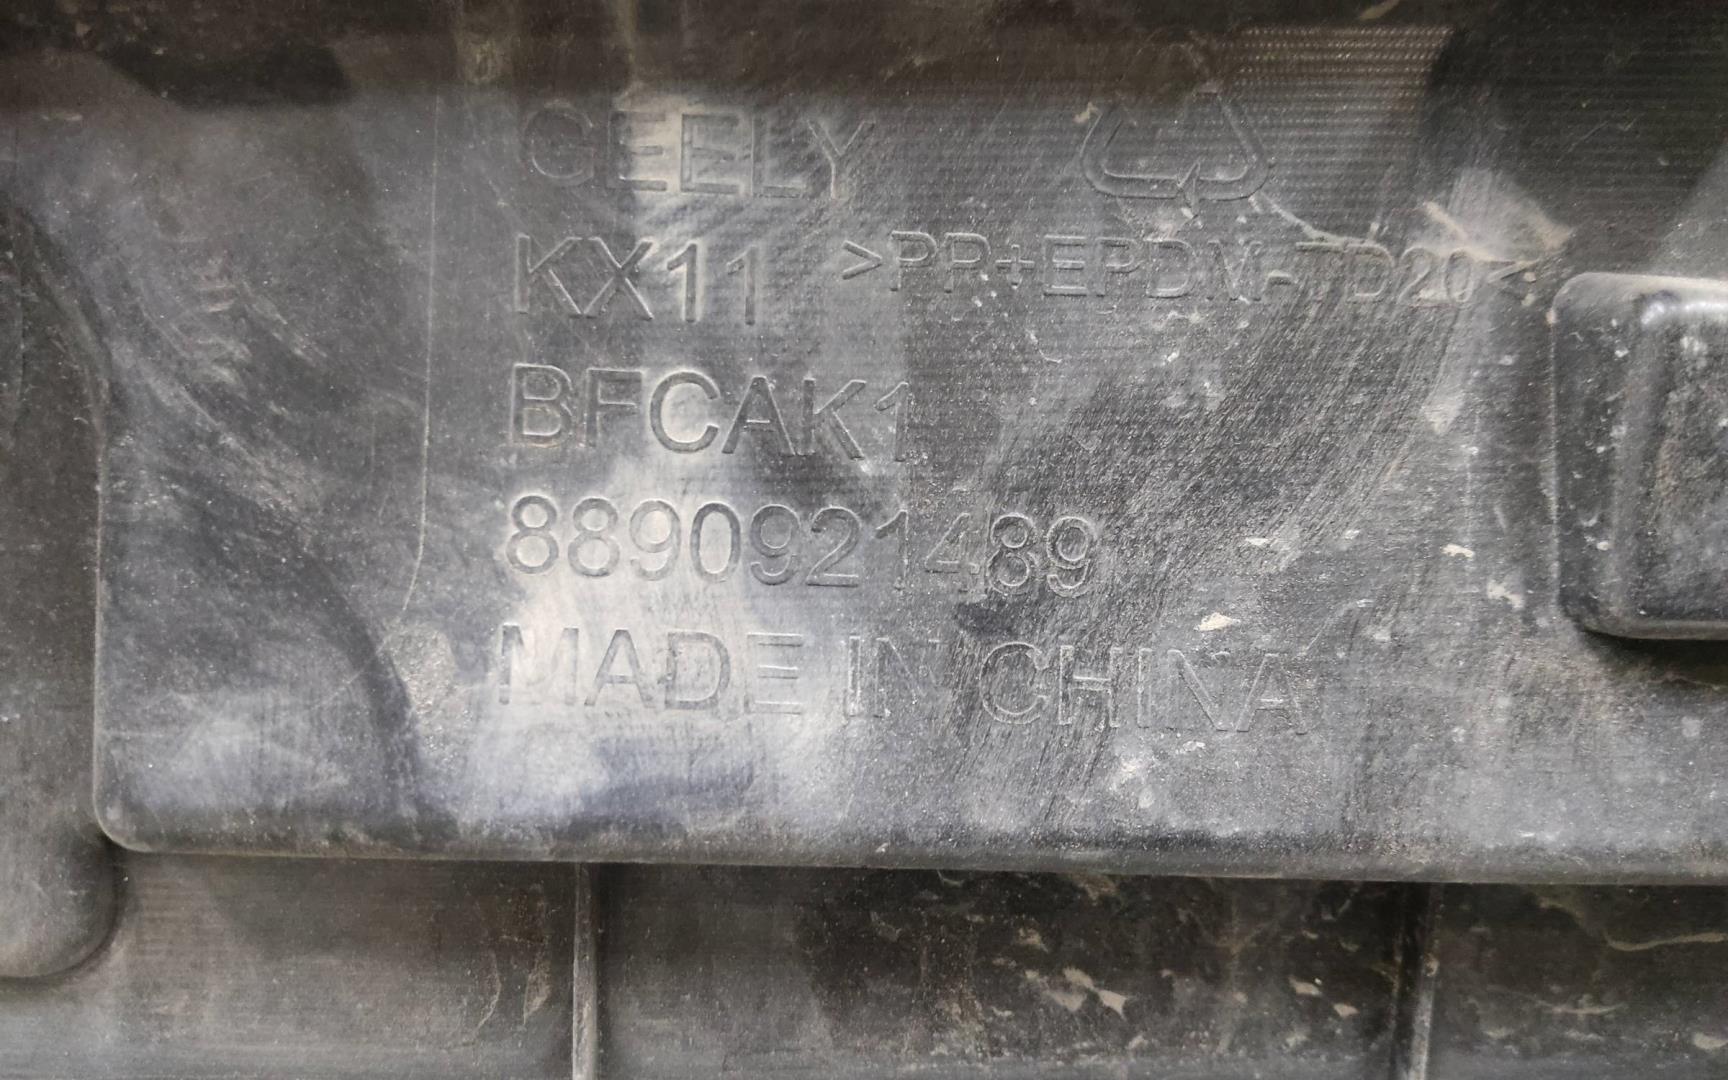 GEELY
KX11 >PP+EPDM-TD20<
BFCAK1
8890921489
MADE IN CHINA